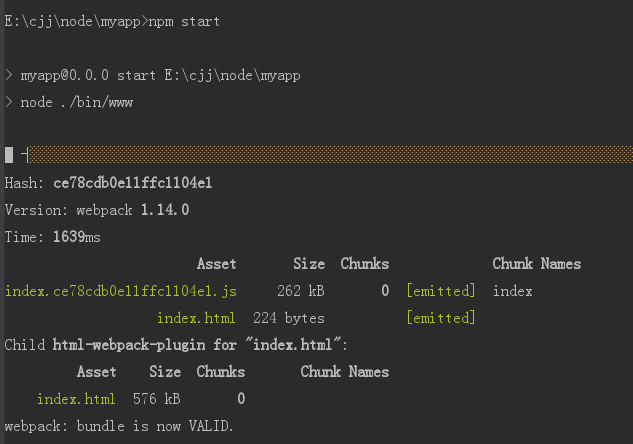 E:\cjj\node\myapp>npm start
> myapp@0.0.0 start E:\cjj\node\myapp
> node ./bin/www
Hash: ce78cdb0e11ffc1104e1
Version: webpack 1.14.0
Time: 1639ms
Asset Size Chunks Chunk Names
index.ce78cdb0e11ffc1104e1.js 262 kB 0 [emitted] index
index.html 224 bytes [emitted]
Child html-webpack-plugin for "index.html":
Asset Size Chunks Chunk Names
index.html 576 kB 0
webpack: bundle is now VALID.